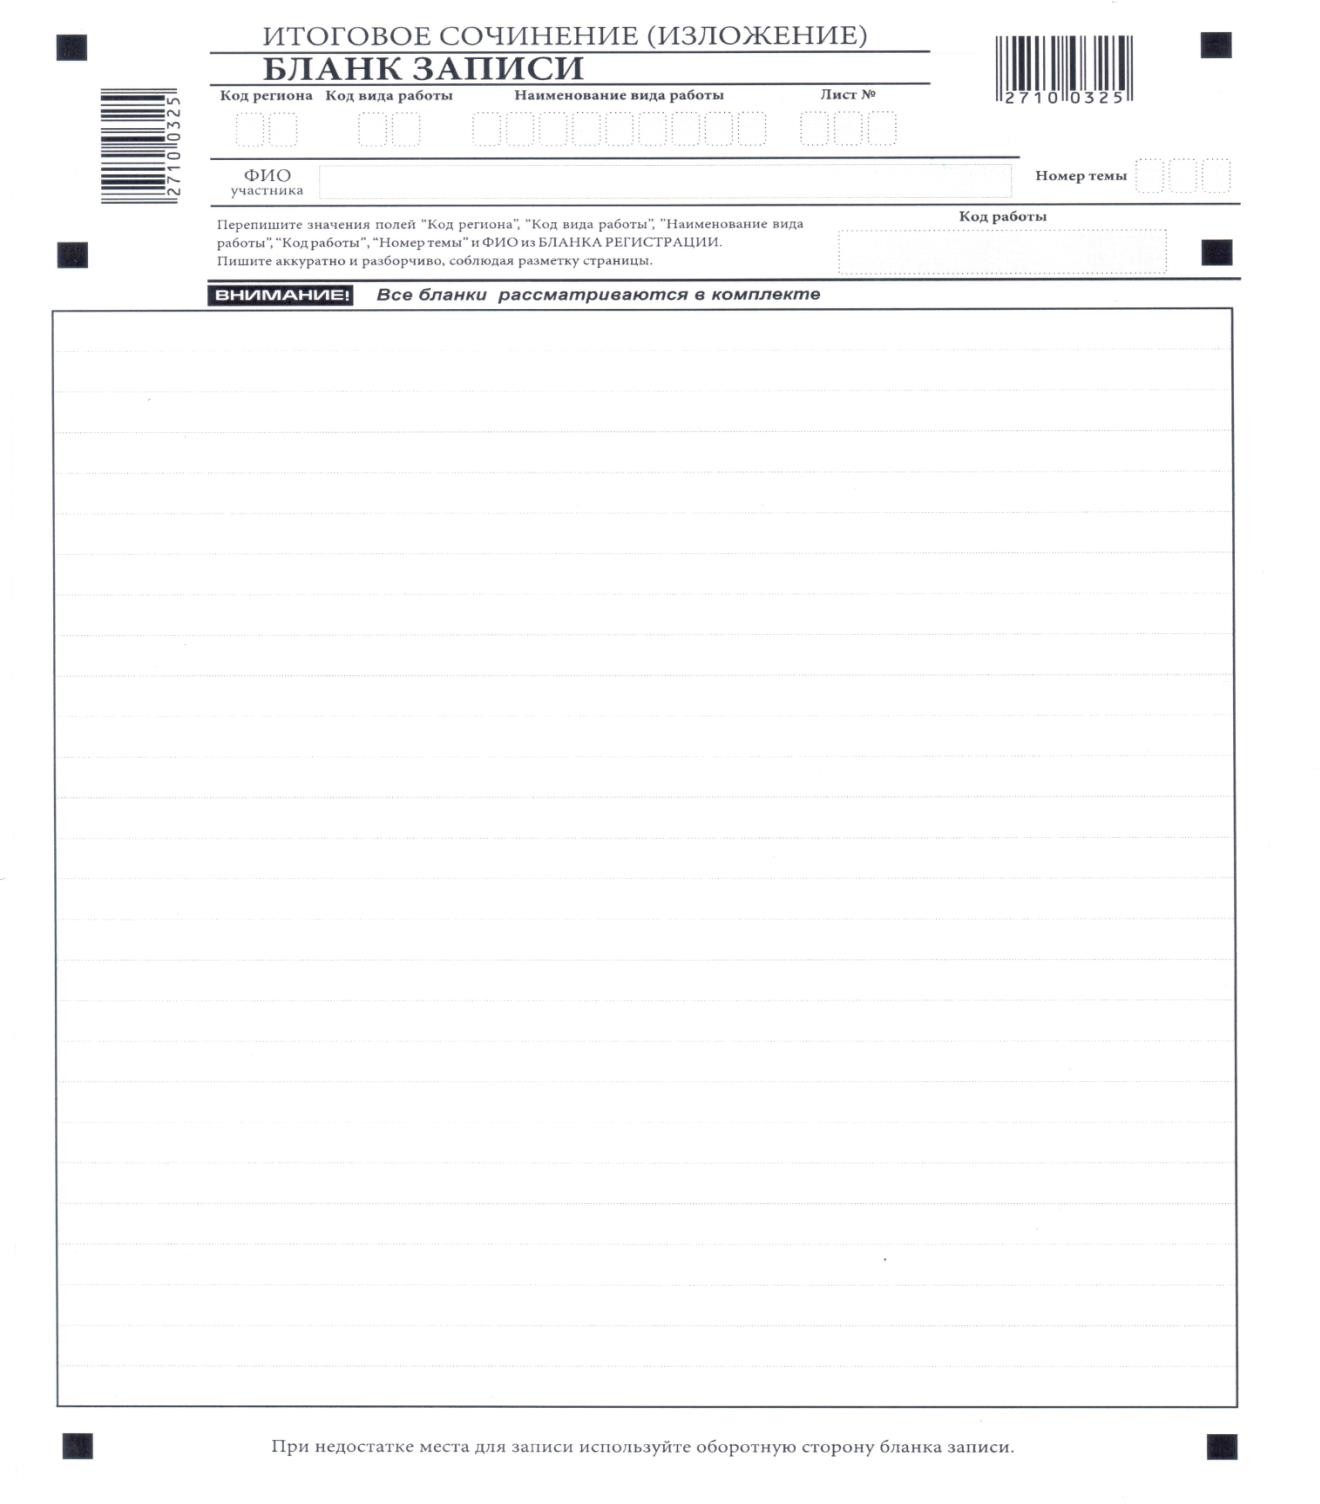 ИТОГОВОЕ СОЧИНЕНИЕ (ИЗЛОЖЕНИЕ)
БЛАНК ЗАПИСИ
2710 0325
2710 0325
Код региона Код вида работы Наименование вида работы Лист №
ФИО
участника
Номер темы
Код работы
Перепишите значения полей "Код региона", "Код вида работы", "Наименование вида
работы", "Код работы", "Номер темы" и ФИО из БЛАНКА РЕГИСТРАЦИИ.
Пишите аккуратно и разборчиво, соблюдая разметку страницы.
ВНИМАНИЕ! Все бланки рассматриваются в комплекте
При недостатке места для записи используйте оборотную сторону бланка записи.